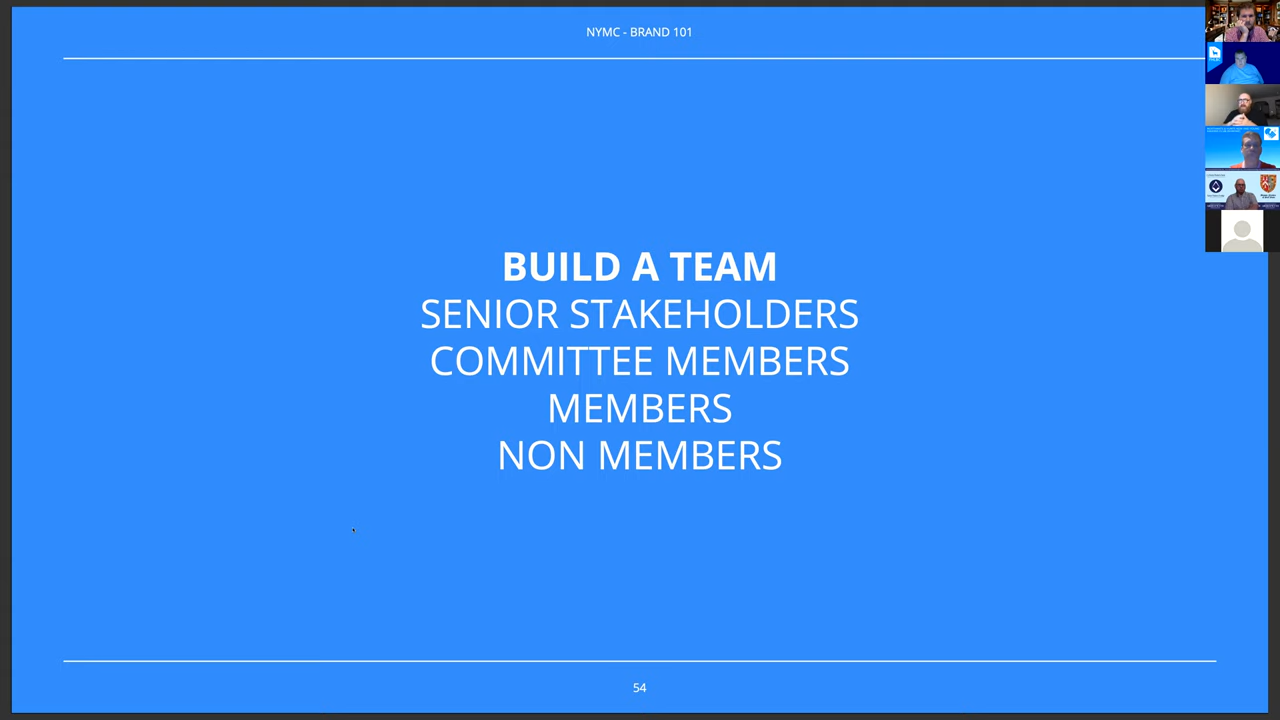 NYMC - BRAND 101
BUILD A TEAM
SENIOR STAKEHOLDERS
COMMITTEE MEMBERS
MEMBERS
NON MEMBERS
54